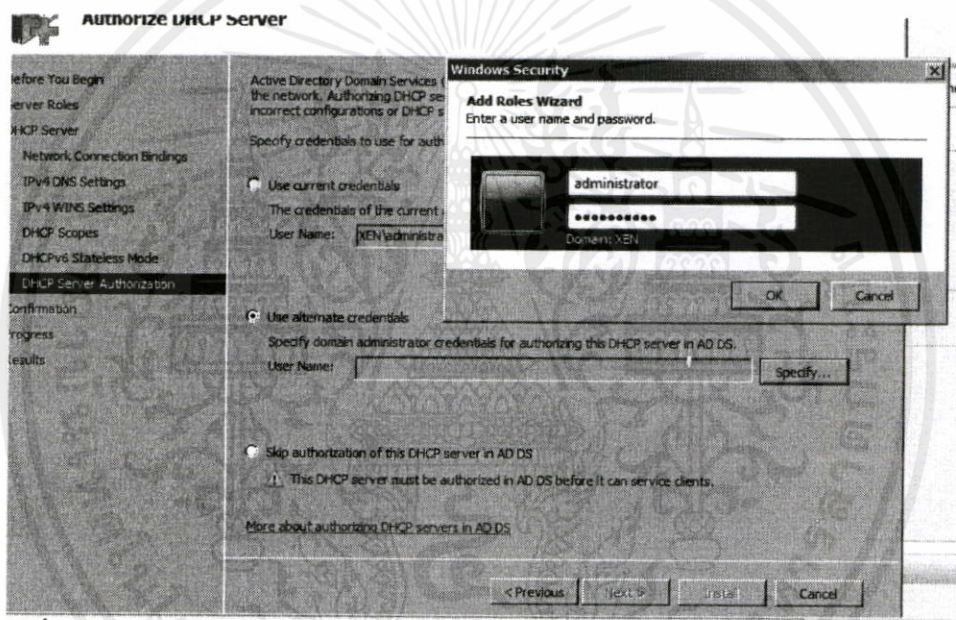 Authorize DHCP Server
efore You Begin
erver Roles
HCP Server
Network Connection Bindings
IPv4 DNS Settings
IPv4 WINS Settings
DHCP Scopes
DHCPv6 Stateless Mode
DHCP Server Authorization
Confirmation
rogress
esults
Active Directory Domain Services (
the network. Authorizing DHCP se
incorrect configurations or DHCP s
Specify credentials to use for auth
Use current credentials
The credentials of the current
User Name: XEN\administra
Use alternate credentials
Specify domain administrator credentials for authorizing this DHCP server in AD DS.
User Name:
Specify...
Skip authorization of this DHCP server in AD DS
This DHCP server must be authorized in AD DS before it can service clients.
More about authorizing DHCP servers in AD DS
< Previous Next > Install Cancel
Windows Security
Add Roles Wizard
Enter a user name and password.
administrator
●●●●●●●●●●
Domain: XEN
OK Cancel